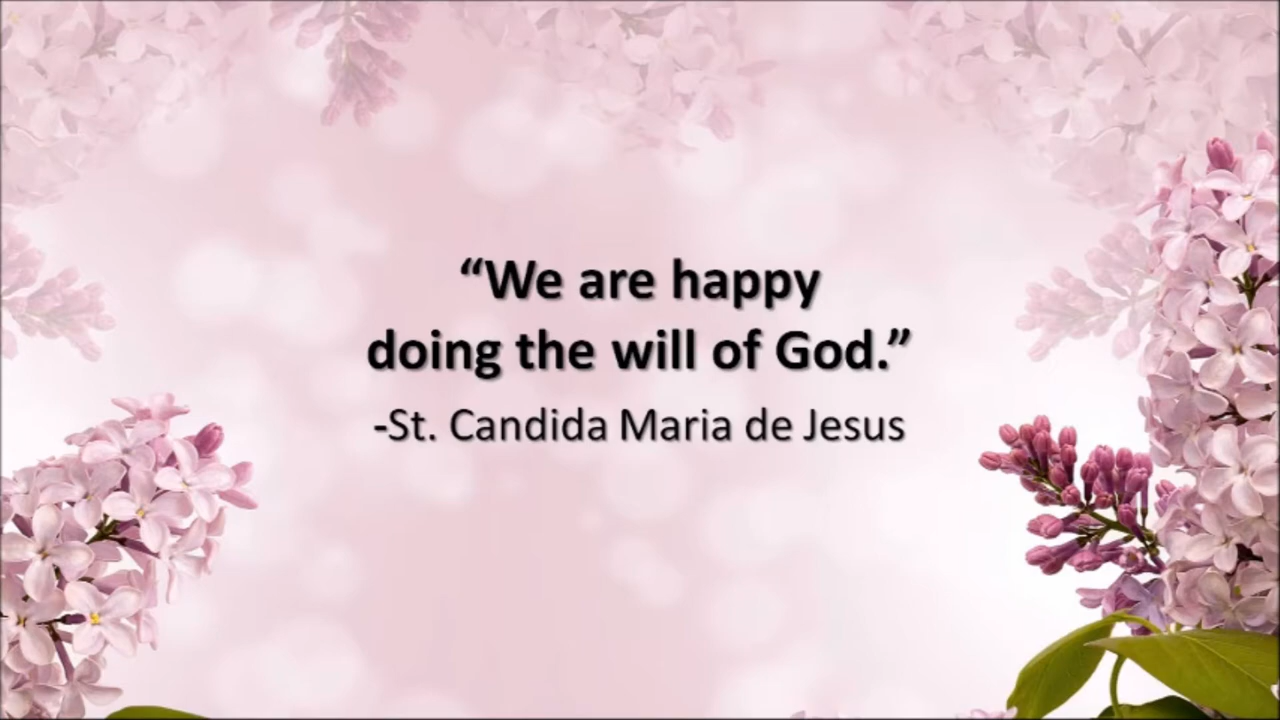 “We are happy
doing the will of God.”
-St. Candida Maria de Jesus